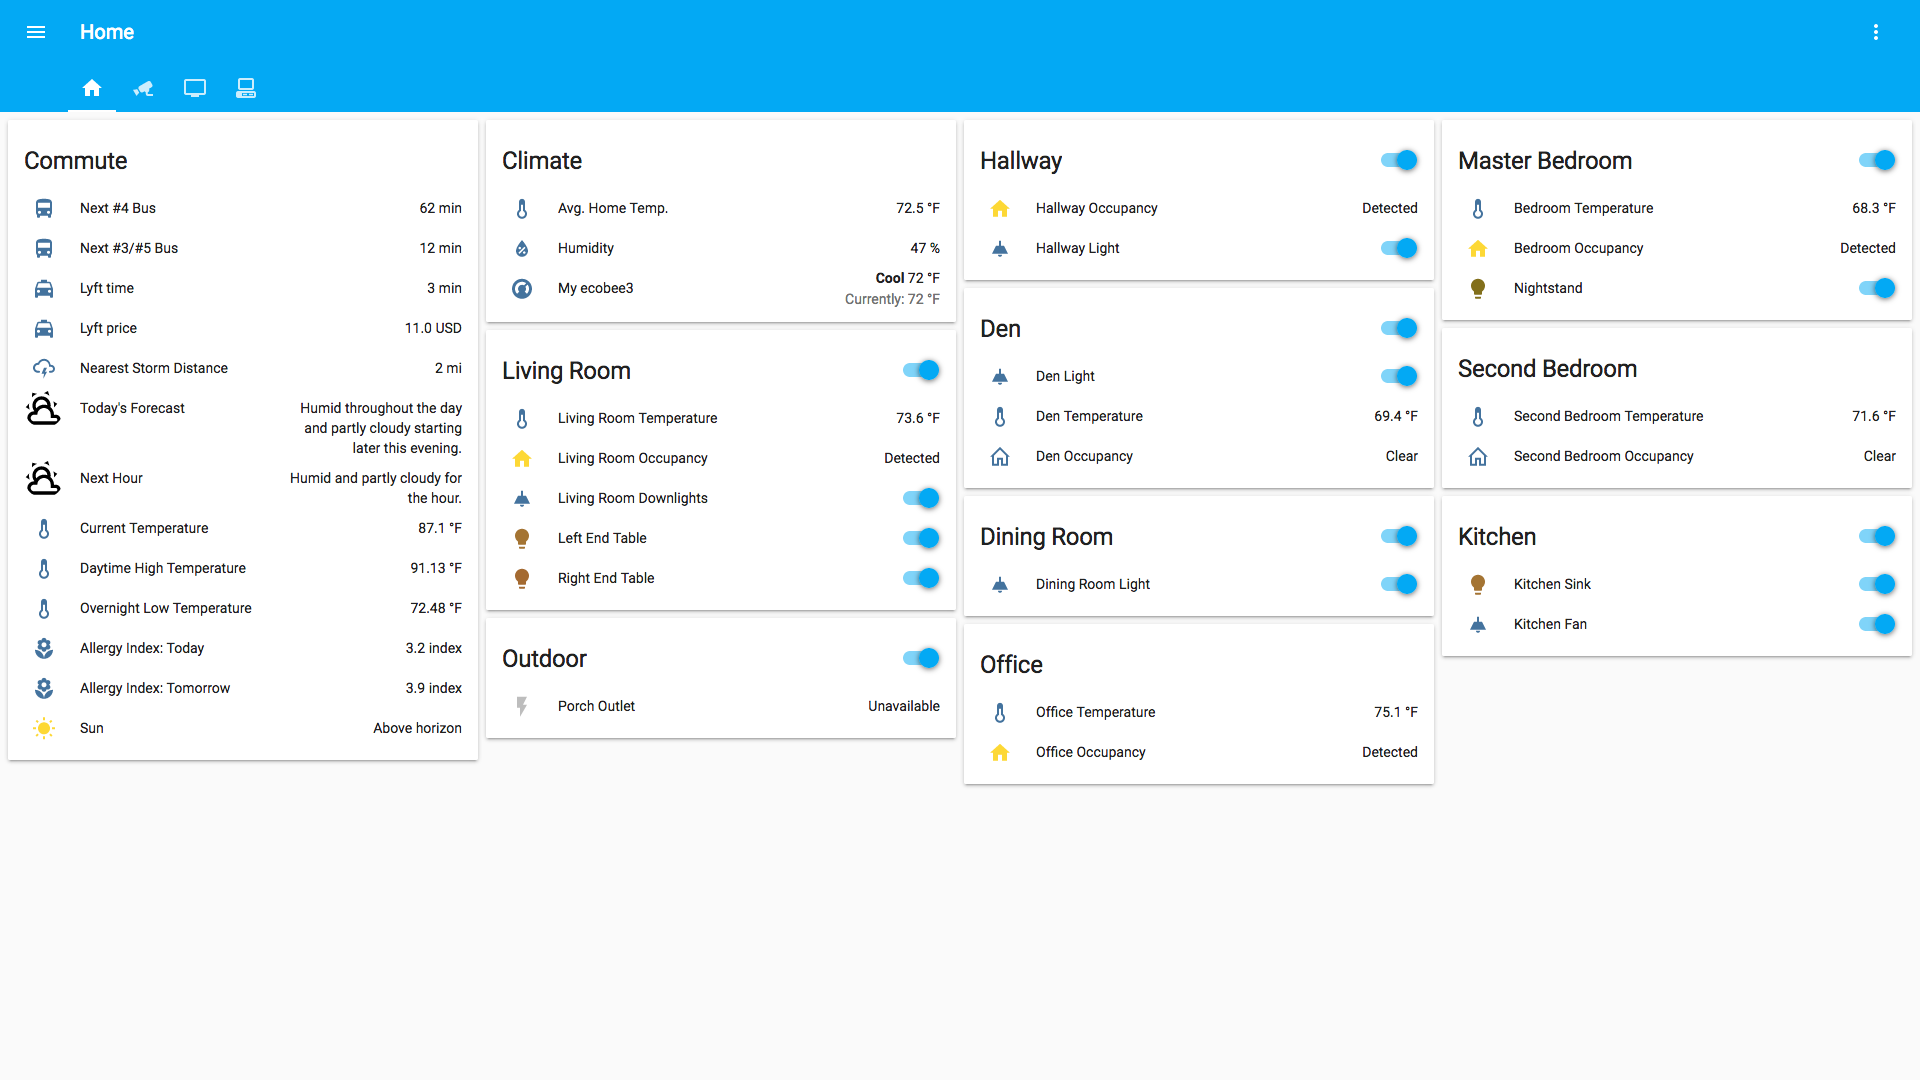 Home
Commute
Next #4 Bus 62 min
Next #3/#5 Bus 12 min
Lyft time 3 min
Lyft price 11.0 USD
Nearest Storm Distance 2 mi
Today's Forecast Humid throughout the day
and partly cloudy starting
later this evening.
Next Hour Humid and partly cloudy for
the hour.
Current Temperature 87.1 °F
Daytime High Temperature 91.13 °F
Overnight Low Temperature 72.48 °F
Allergy Index: Today 3.2 index
Allergy Index: Tomorrow 3.9 index
Sun Above horizon
Climate
Avg. Home Temp. 72.5 °F
Humidity 47 %
My ecobee3 Cool 72 °F
Currently: 72 °F
Living Room
Living Room Temperature 73.6 °F
Living Room Occupancy Detected
Living Room Downlights
Left End Table
Right End Table
Outdoor
Porch Outlet Unavailable
Hallway
Hallway Occupancy Detected
Hallway Light
Den
Den Light
Den Temperature 69.4 °F
Den Occupancy Clear
Dining Room
Dining Room Light
Office
Office Temperature 75.1 °F
Office Occupancy Detected
Master Bedroom
Bedroom Temperature 68.3 °F
Bedroom Occupancy Detected
Nightstand
Second Bedroom
Second Bedroom Temperature 71.6 °F
Second Bedroom Occupancy Clear
Kitchen
Kitchen Sink
Kitchen Fan